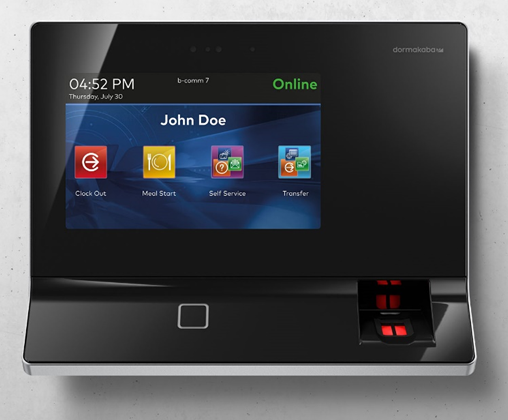 dormakaba
04:52 PM
b-comm 7
Online
Thursday, July 30
John Doe
Clock Out
Meal Start
Self Service
Transfer